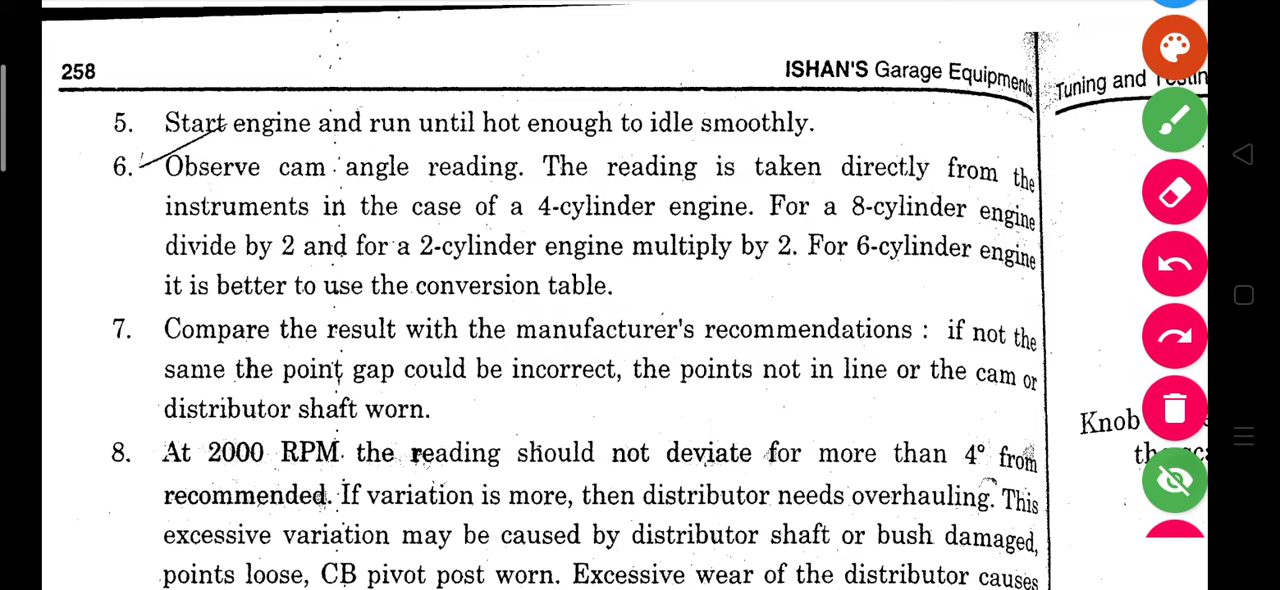 258
ISHAN'S Garage Equipments
Tuning and
5. Start engine and run until hot enough to idle smoothly.
6. Observe cam angle reading. The reading is taken directly from the
instruments in the case of a 4-cylinder engine. For a 8-cylinder engine
divide by 2 and for a 2-cylinder engine multiply by 2. For 6-cylinder engine
it is better to use the conversion table.
7. Compare the result with the manufacturer's recommendations : if not the
same the point gap could be incorrect, the points not in line or the cam or
distributor shaft worn.
8. At 2000 RPM the reading should not deviate for more than 4° from
recommended. If variation is more, then distributor needs overhauling. This
excessive variation may be caused by distributor shaft or bush damaged,
points loose, CB pivot post worn. Excessive wear of the distributor causes
Knob